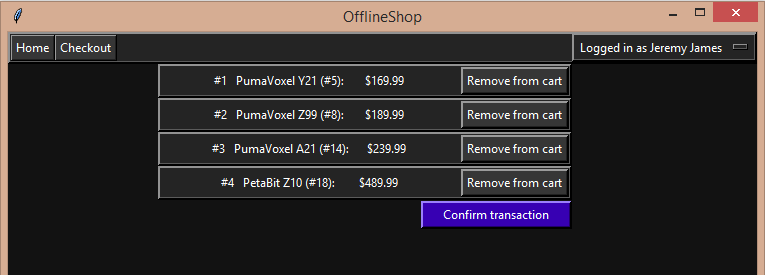 OfflineShop
Home Checkout Logged in as Jeremy James
#1 PumaVoxel Y21 (#5): $169.99 Remove from cart
#2 PumaVoxel Z99 (#8): $189.99 Remove from cart
#3 PumaVoxel A21 (#14): $239.99 Remove from cart
#4 PetaBit Z10 (#18): $489.99 Remove from cart
Confirm transaction